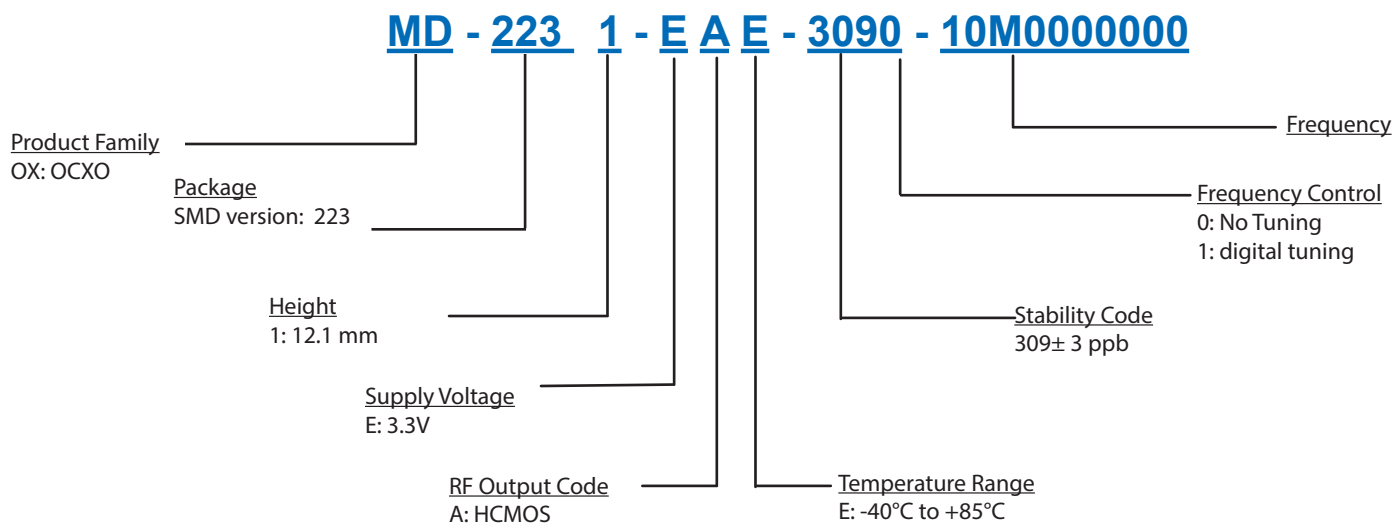 MD - 223 1 - E A E - 3090 - 10M0000000
Product Family
OX: OCXO
Package
SMD version: 223
Height
1: 12.1 mm
Supply Voltage
E: 3.3V
RF Output Code
A: HCMOS
Temperature Range
E: -40°C to +85°C
Stability Code
309± 3 ppb
Frequency Control
0: No Tuning
1: digital tuning
Frequency